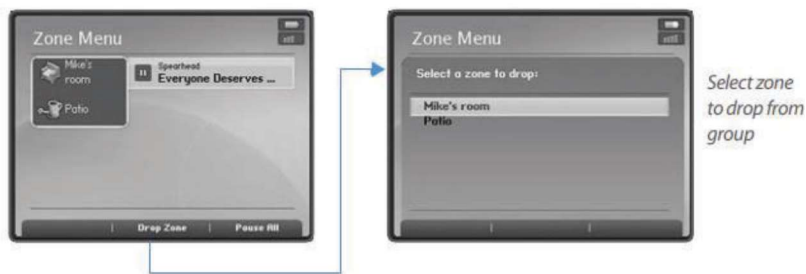 Zone Menu
Mike's
room
Patio
Spearhead
Everyone Deserves ...
Drop Zone | Pause All
Zone Menu
Select a zone to drop:
Mike's room
Patio
Select zone
to drop from
group